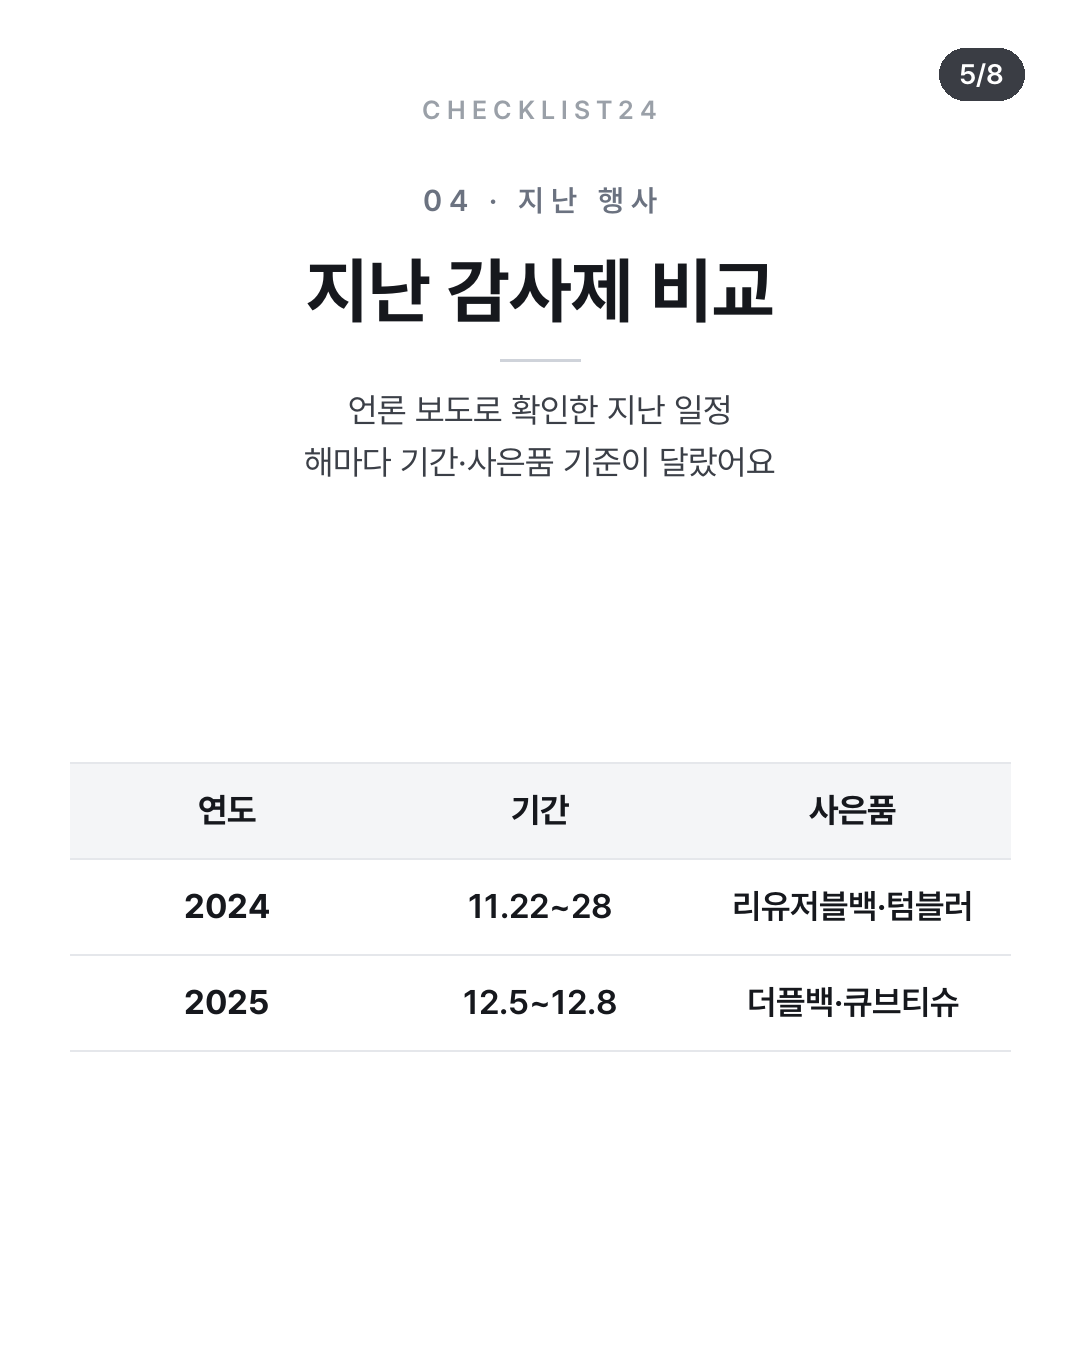 5/8
CHECKLIST24
04 · 지난 행사
지난 감사제 비교
언론 보도로 확인한 지난 일정
해마다 기간·사은품 기준이 달랐어요
연도 기간 사은품
2024 11.22~28 리유저블백·텀블러
2025 12.5~12.8 더플백·큐브티슈